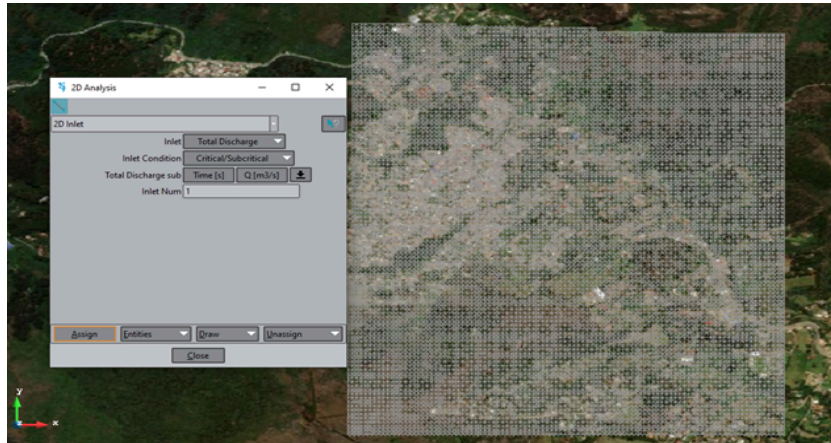 2D Analysis
2D Inlet
Inlet Total Discharge
Inlet Condition Critical/Subcritical
Total Discharge sub Time [s] Q [m3/s]
Inlet Num 1
Assign Entities Draw Unassign
Close
y
z x